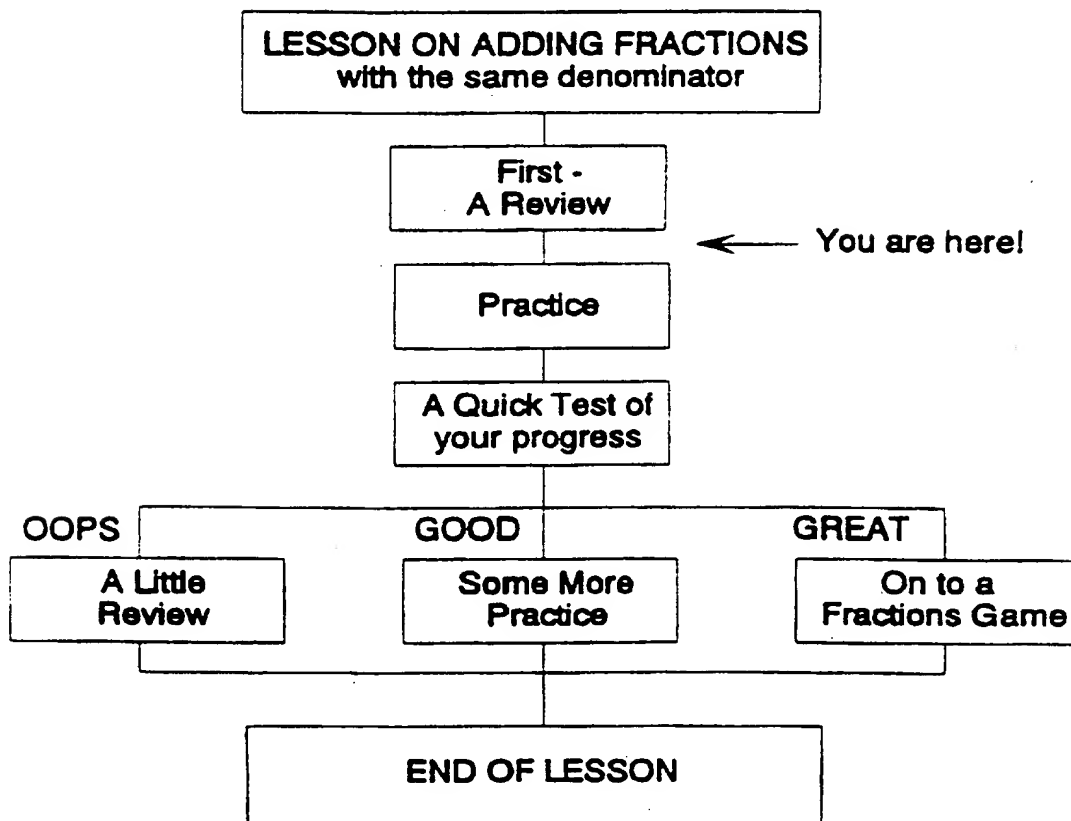 LESSON ON ADDING FRACTIONS
with the same denominator
First -
A Review
You are here!
Practice
A Quick Test of
your progress
OOPS
GOOD
GREAT
A Little
Review
Some More
Practice
On to a
Fractions Game
END OF LESSON